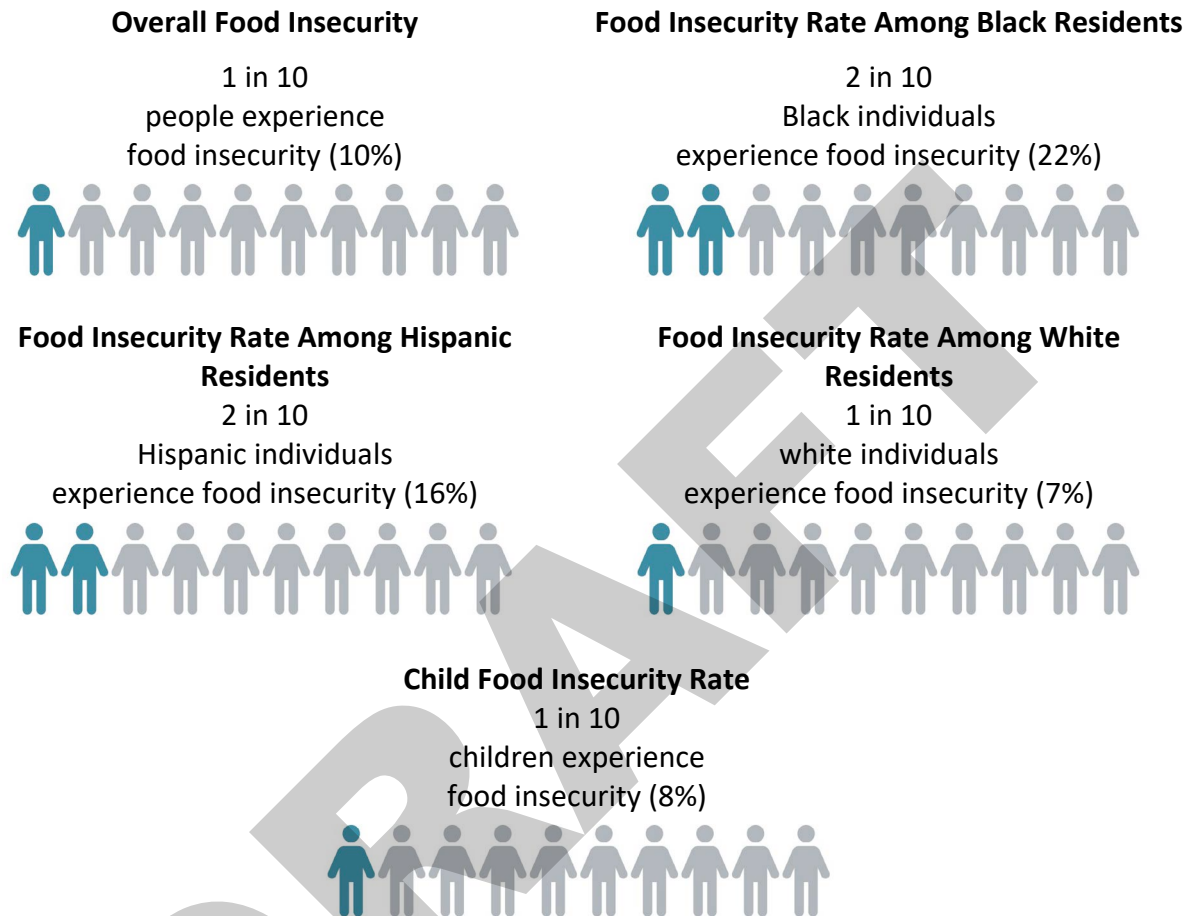 Overall Food Insecurity
1 in 10
people experience
food insecurity (10%)
Food Insecurity Rate Among Black Residents
2 in 10
Black individuals
experience food insecurity (22%)
Food Insecurity Rate Among Hispanic
Residents
2 in 10
Hispanic individuals
experience food insecurity (16%)
Food Insecurity Rate Among White
Residents
1 in 10
white individuals
experience food insecurity (7%)
Child Food Insecurity Rate
1 in 10
children experience
food insecurity (8%)
DRAFT